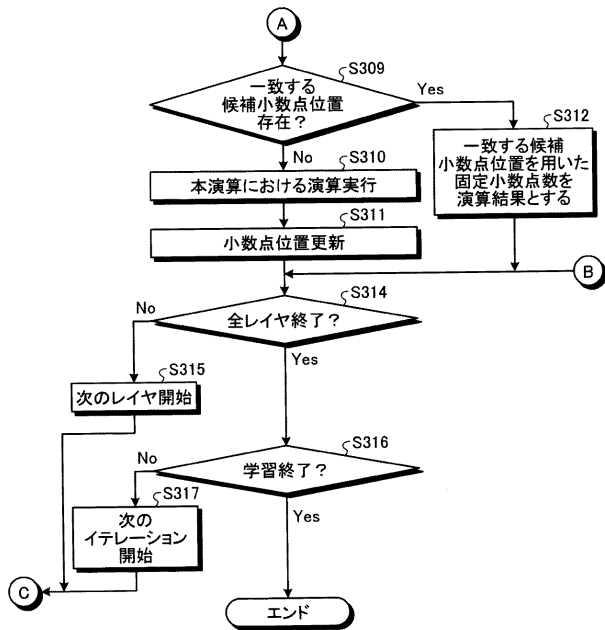 A
S309
一致する
候補小数点位置
存在?
Yes
No
S312
一致する候補
小数点位置を用いた
固定小数点数を
演算結果とする
S310
本演算における演算実行
S311
小数点位置更新
B
S314
全レイヤ終了?
No
Yes
S315
次のレイヤ開始
S316
学習終了?
No
Yes
S317
次の
イテレーション
開始
C
エンド